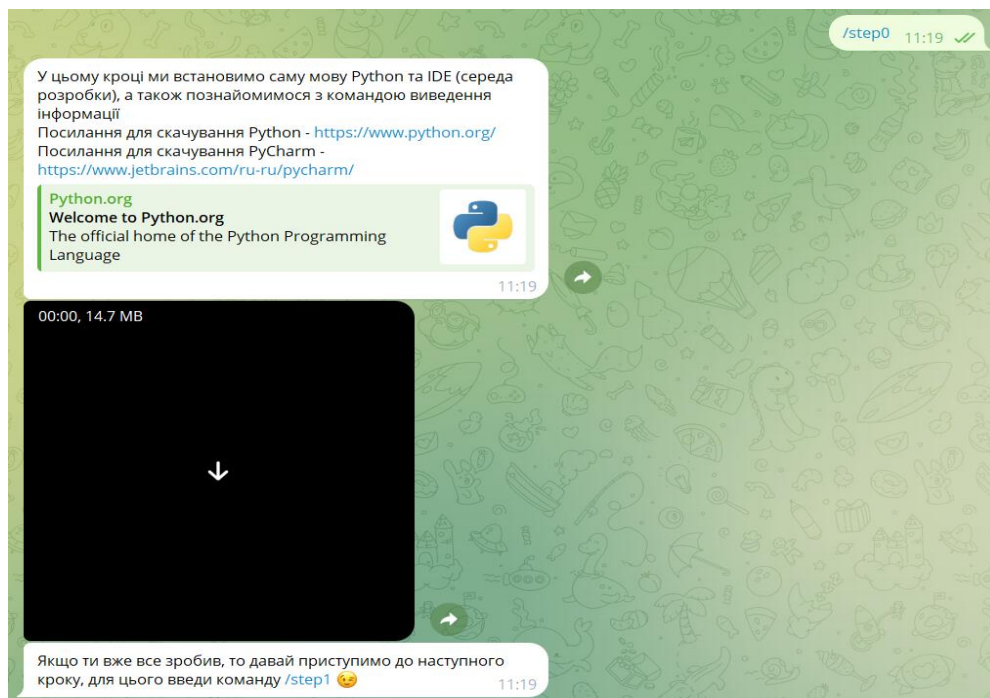 /step0 11:19
У цьому кроці ми встановимо саму мову Python та IDE (середа
розробки), а також познайомимося з командою виведення
інформації
Посилання для скачування Python - https://www.python.org/
Посилання для скачування PyCharm -
https://www.jetbrains.com/ru-ru/pycharm/
Python.org
Welcome to Python.org
The official home of the Python Programming
Language
11:19
00:00, 14.7 MB
Якщо ти вже все зробив, то давай приступимо до наступного
кроку, для цього введи команду /step1 😉
11:19